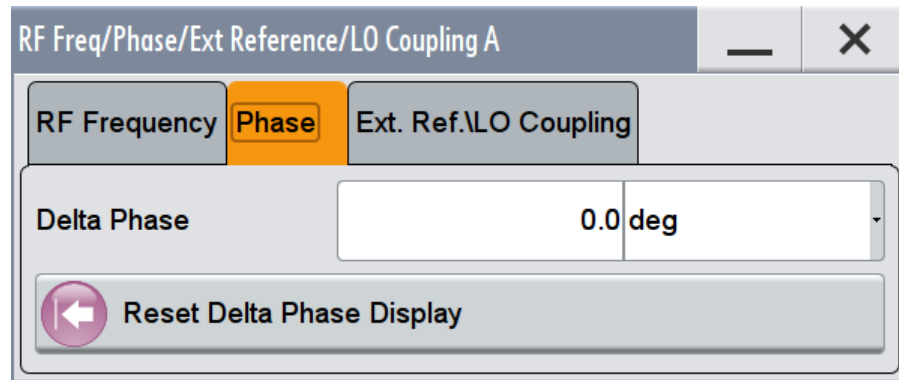 RF Freq/Phase/Ext Reference/LO Coupling A
RF Frequency Phase Ext. Ref.\LO Coupling
Delta Phase 0.0 deg
Reset Delta Phase Display